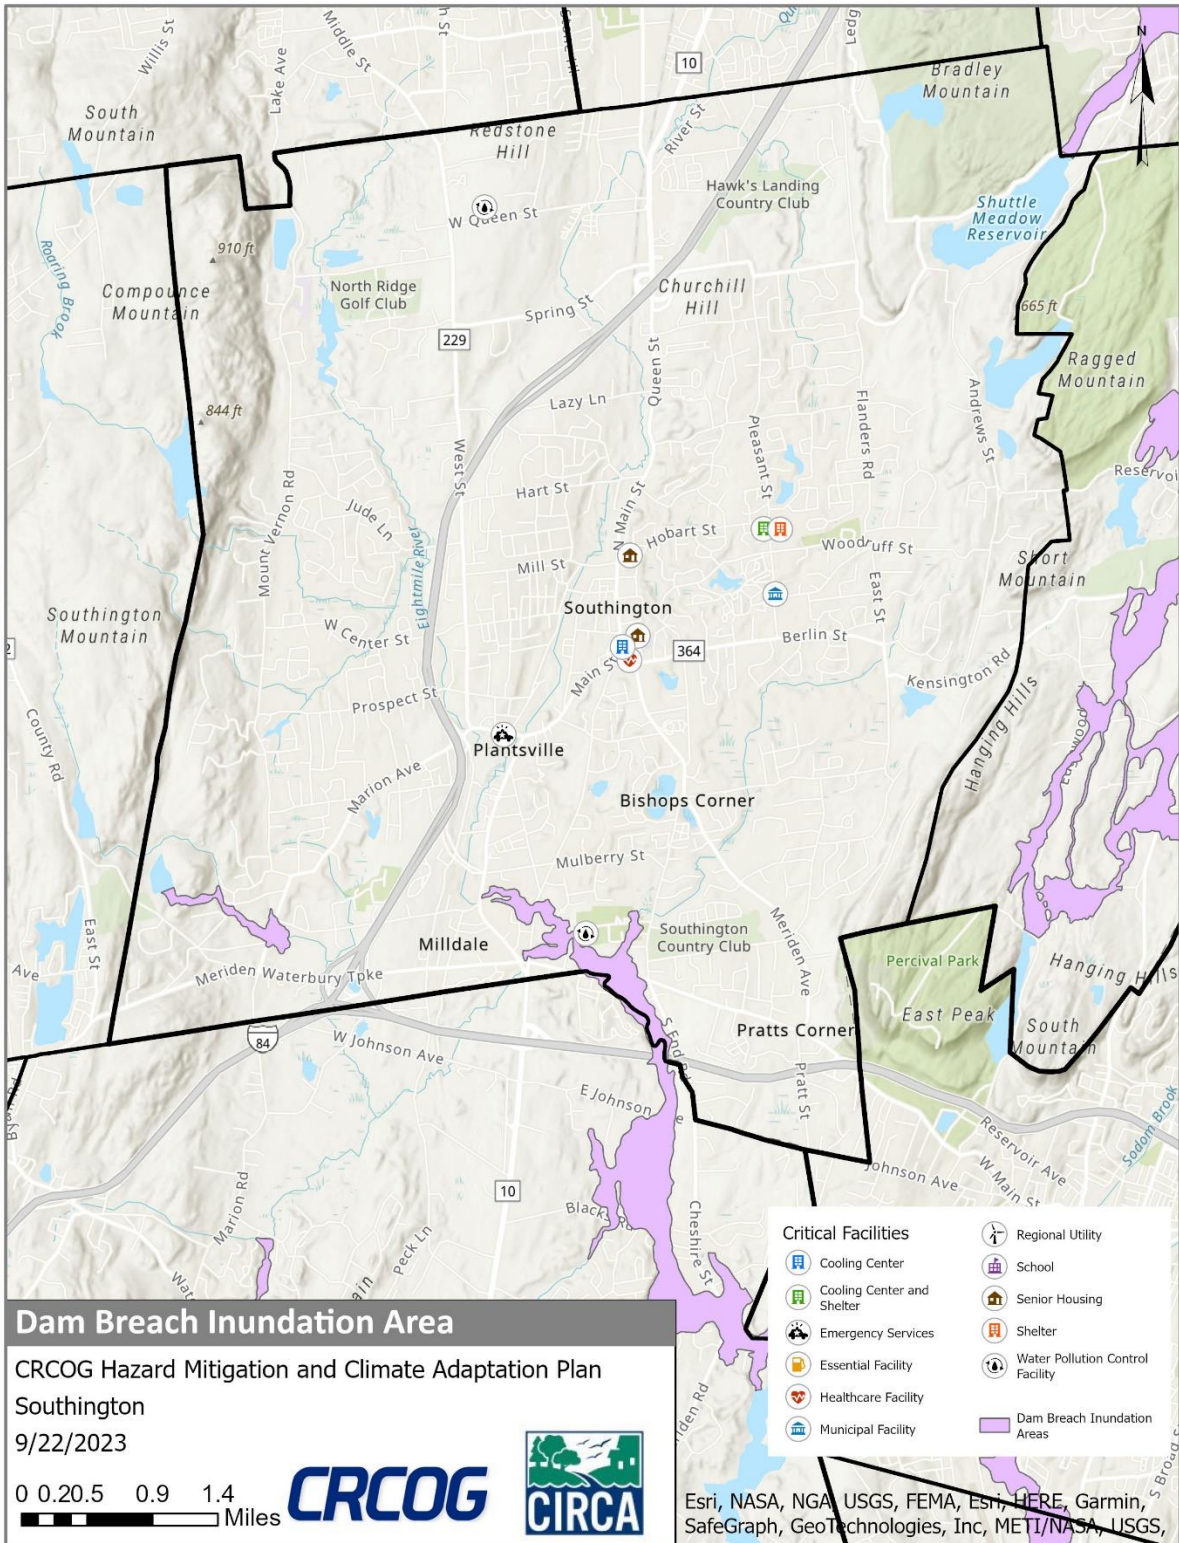 Willis St
Lake Ave
Middle St
10
River St
Bradley
Mountain
N
South
Mountain
Redstone
Hill
Hawk's Landing
Country Club
W Queen St
Shuttle
Meadow
Reservoir
Roaring Brook
910 ft
Compounce
Mountain
North Ridge
Golf Club
Churchill
Hill
Spring St
665 ft
229
Queen St
Ragged
Mountain
844 ft
Lazy Ln
Pleasant St
Flanders Rd
Andrews St
West St
Mount Vernon Rd
Jude Ln
Hart St
N Main St
Hobart St
Woodruff St
Eightmile River
Mill St
Short
Mountain
Southington
Mountain
Southington
East St
W Center St
Berlin St
364
Main St
Kensington Rd
Prospect St
County Rd
Plantsville
Hanging Hills
Marion Ave
Bishops Corner
Mulberry St
Meriden Ave
East St
Ave
Milldale
Southington
Country Club
Percival Park
Hanging Hills
Meriden Waterbury Tpke
East Peak
South
Mountain
Pratts Corner
84
W Johnson Ave
S End Rd
Pratt St
E Johnson
Sodom Brook
Reservoir Ave
W Main St
Johnson Ave
Marion Rd
10
Peck Ln
Cheshire St
Critical Facilities
Cooling Center
Cooling Center and
Shelter
Emergency Services
Essential Facility
Healthcare Facility
Municipal Facility
Regional Utility
School
Senior Housing
Shelter
Water Pollution Control
Facility
Dam Breach Inundation
Areas
Dam Breach Inundation Area
CRCOG Hazard Mitigation and Climate Adaptation Plan
Southington
9/22/2023
0 0.20.5 0.9 1.4
Miles
CRCOG
CIRCA
S Broad S
Esri, NASA, NGA, USGS, FEMA, Esri, HERE, Garmin,
SafeGraph, GeoTechnologies, Inc, METI/NASA, USGS,